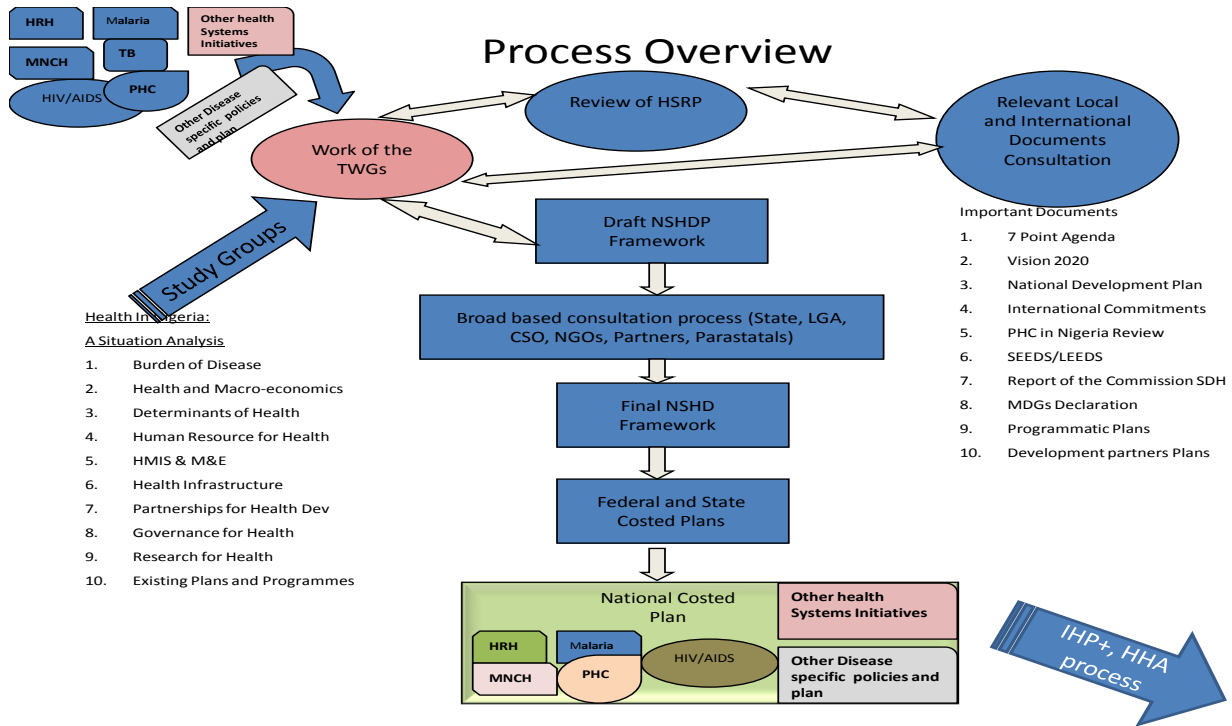 Process Overview
HRH
Malaria
Other health
Systems
Initiatives
MNCH
TB
HIV/AIDS
PHC
Other Disease
specific policies
and plan
Review of HSRP
Relevant Local
and International
Documents
Consultation
Work of the
TWGs
Study Groups
Draft NSHDP
Framework
Important Documents
1. 7 Point Agenda
2. Vision 2020
3. National Development Plan
4. International Commitments
5. PHC in Nigeria Review
6. SEEDS/LEEDS
7. Report of the Commission SDH
8. MDGs Declaration
9. Programmatic Plans
10. Development partners Plans
Health In Nigeria:
A Situation Analysis
1. Burden of Disease
2. Health and Macro-economics
3. Determinants of Health
4. Human Resource for Health
5. HMIS & M&E
6. Health Infrastructure
7. Partnerships for Health Dev
8. Governance for Health
9. Research for Health
10. Existing Plans and Programmes
Broad based consultation process (State, LGA,
CSO, NGOs, Partners, Parastatals)
Final NSHD
Framework
Federal and State
Costed Plans
National Costed
Plan
Other health
Systems Initiatives
HRH
Malaria
HIV/AIDS
MNCH
PHC
Other Disease
specific policies and
plan
IHP+, HHA
process